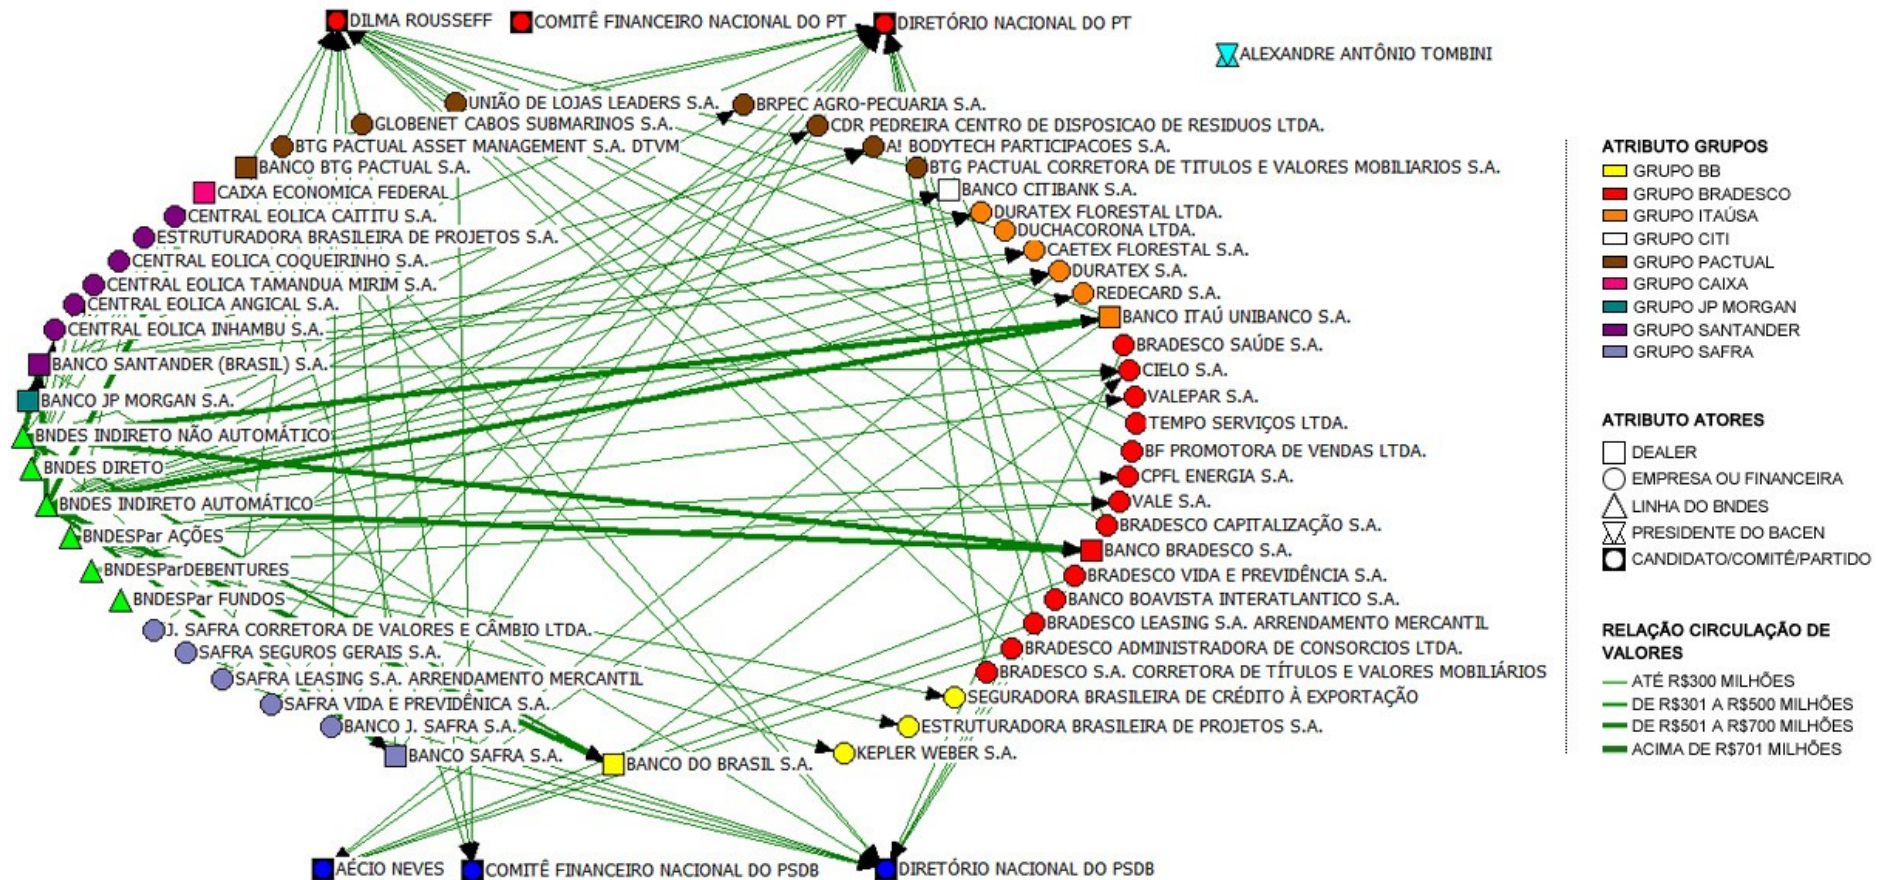 DILMA ROUSSEFF
COMITÊ FINANCEIRO NACIONAL DO PT
DIRETÓRIO NACIONAL DO PT
ALEXANDRE ANTÔNIO TOMBINI
UNIÃO DE LOJAS LEADERS S.A.
BRPEC AGRO-PECUARIA S.A.
GLOBENET CABOS SUBMARINOS S.A.
CDR PEDREIRA CENTRO DE DISPOSICAO DE RESIDUOS LTDA.
BTG PACTUAL ASSET MANAGEMENT S.A. DTVM
A! BODYTECH PARTICIPACOES S.A.
BANCO BTG PACTUAL S.A.
BTG PACTUAL CORRETORA DE TITULOS E VALORES MOBILIARIOS S.A.
CAIXA ECONOMICA FEDERAL
BANCO CITIBANK S.A.
CENTRAL EOLICA CAITITU S.A.
DURATEX FLORESTAL LTDA.
DUCHACORONA LTDA.
ESTRUTURADORA BRASILEIRA DE PROJETOS S.A.
CAETEX FLORESTAL S.A.
CENTRAL EOLICA COQUEIRINHO S.A.
DURATEX S.A.
CENTRAL EOLICA TAMANDUA MIRIM S.A.
REDECARD S.A.
CENTRAL EOLICA ANGICAL S.A.
BANCO ITAÚ UNIBANCO S.A.
CENTRAL EOLICA INHAMBU S.A.
BRADESCO SAÚDE S.A.
BANCO SANTANDER (BRASIL) S.A.
CIELO S.A.
BANCO JP MORGAN S.A.
VALEPAR S.A.
TEMPO SERVIÇOS LTDA.
BNDES INDIRETO NÃO AUTOMÁTICO
BF PROMOTORA DE VENDAS LTDA.
BNDES DIRETO
CPFL ENERGIA S.A.
BNDES INDIRETO AUTOMÁTICO
VALE S.A.
BRADESCO CAPITALIZAÇÃO S.A.
BNDESPar AÇÕES
BANCO BRADESCO S.A.
BNDESParDEBENTURES
BRADESCO VIDA E PREVIDÊNCIA S.A.
BNDESPar FUNDOS
BANCO BOAVISTA INTERATLANTICO S.A.
J. SAFRA CORRETORA DE VALORES E CÂMBIO LTDA.
BRADESCO LEASING S.A. ARRENDAMENTO MERCANTIL
SAFRA SEGUROS GERAIS S.A.
BRADESCO ADMINISTRADORA DE CONSORCIOS LTDA.
SAFRA LEASING S.A. ARRENDAMENTO MERCANTIL
BRADESCO S.A. CORRETORA DE TÍTULOS E VALORES MOBILIÁRIOS
SAFRA VIDA E PREVIDÊNICA S.A.
SEGURADORA BRASILEIRA DE CRÉDITO À EXPORTAÇÃO
BANCO J. SAFRA S.A.
ESTRUTURADORA BRASILEIRA DE PROJETOS S.A.
BANCO SAFRA S.A.
BANCO DO BRASIL S.A.
KEPLER WEBER S.A.
AÉCIO NEVES
COMITÊ FINANCEIRO NACIONAL DO PSDB
DIRETÓRIO NACIONAL DO PSDB
ATRIBUTO GRUPOS
GRUPO BB
GRUPO BRADESCO
GRUPO ITAÚSA
GRUPO CITI
GRUPO PACTUAL
GRUPO CAIXA
GRUPO JP MORGAN
GRUPO SANTANDER
GRUPO SAFRA
ATRIBUTO ATORES
DEALER
EMPRESA OU FINANCEIRA
LINHA DO BNDES
PRESIDENTE DO BACEN
CANDIDATO/COMITÊ/PARTIDO
RELAÇÃO CIRCULAÇÃO DE
VALORES
ATÉ R$300 MILHÕES
DE R$301 A R$500 MILHÕES
DE R$501 A R$700 MILHÕES
ACIMA DE R$701 MILHÕES